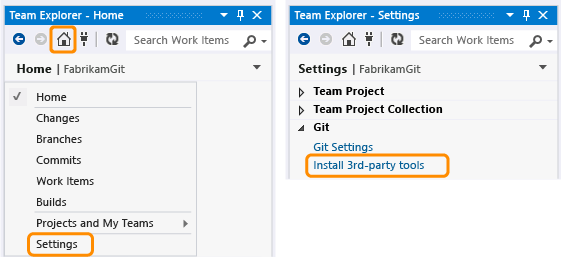 Team Explorer - Home
Search Work Items
Home | FabrikamGit
Home
Changes
Branches
Commits
Work Items
Builds
Projects and My Teams
Settings
Team Explorer - Settings
Search Work Items
Settings | FabrikamGit
Team Project
Team Project Collection
Git
Git Settings
Install 3rd-party tools